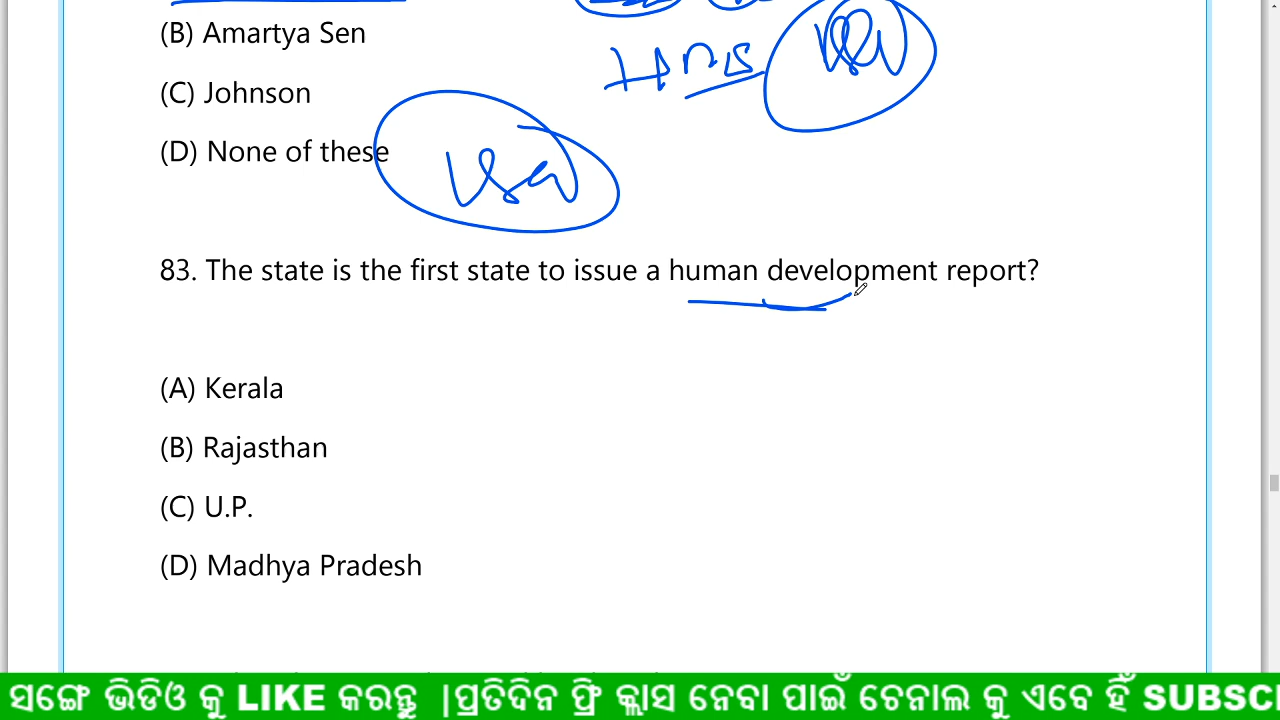 (B) Amartya Sen
(C) Johnson
(D) None of these
83. The state is the first state to issue a human development report?
(A) Kerala
(B) Rajasthan
(C) U.P.
(D) Madhya Pradesh
ସଙ୍ଗେ ଭିଡିଓ କୁ LIKE କରନ୍ତୁ |ପ୍ରତିଦିନ ଫ୍ରି କ୍ଲାସ ନେବା ପାଇଁ ଚେନାଲ କୁ ଏବେ ହିଁ SUBSC